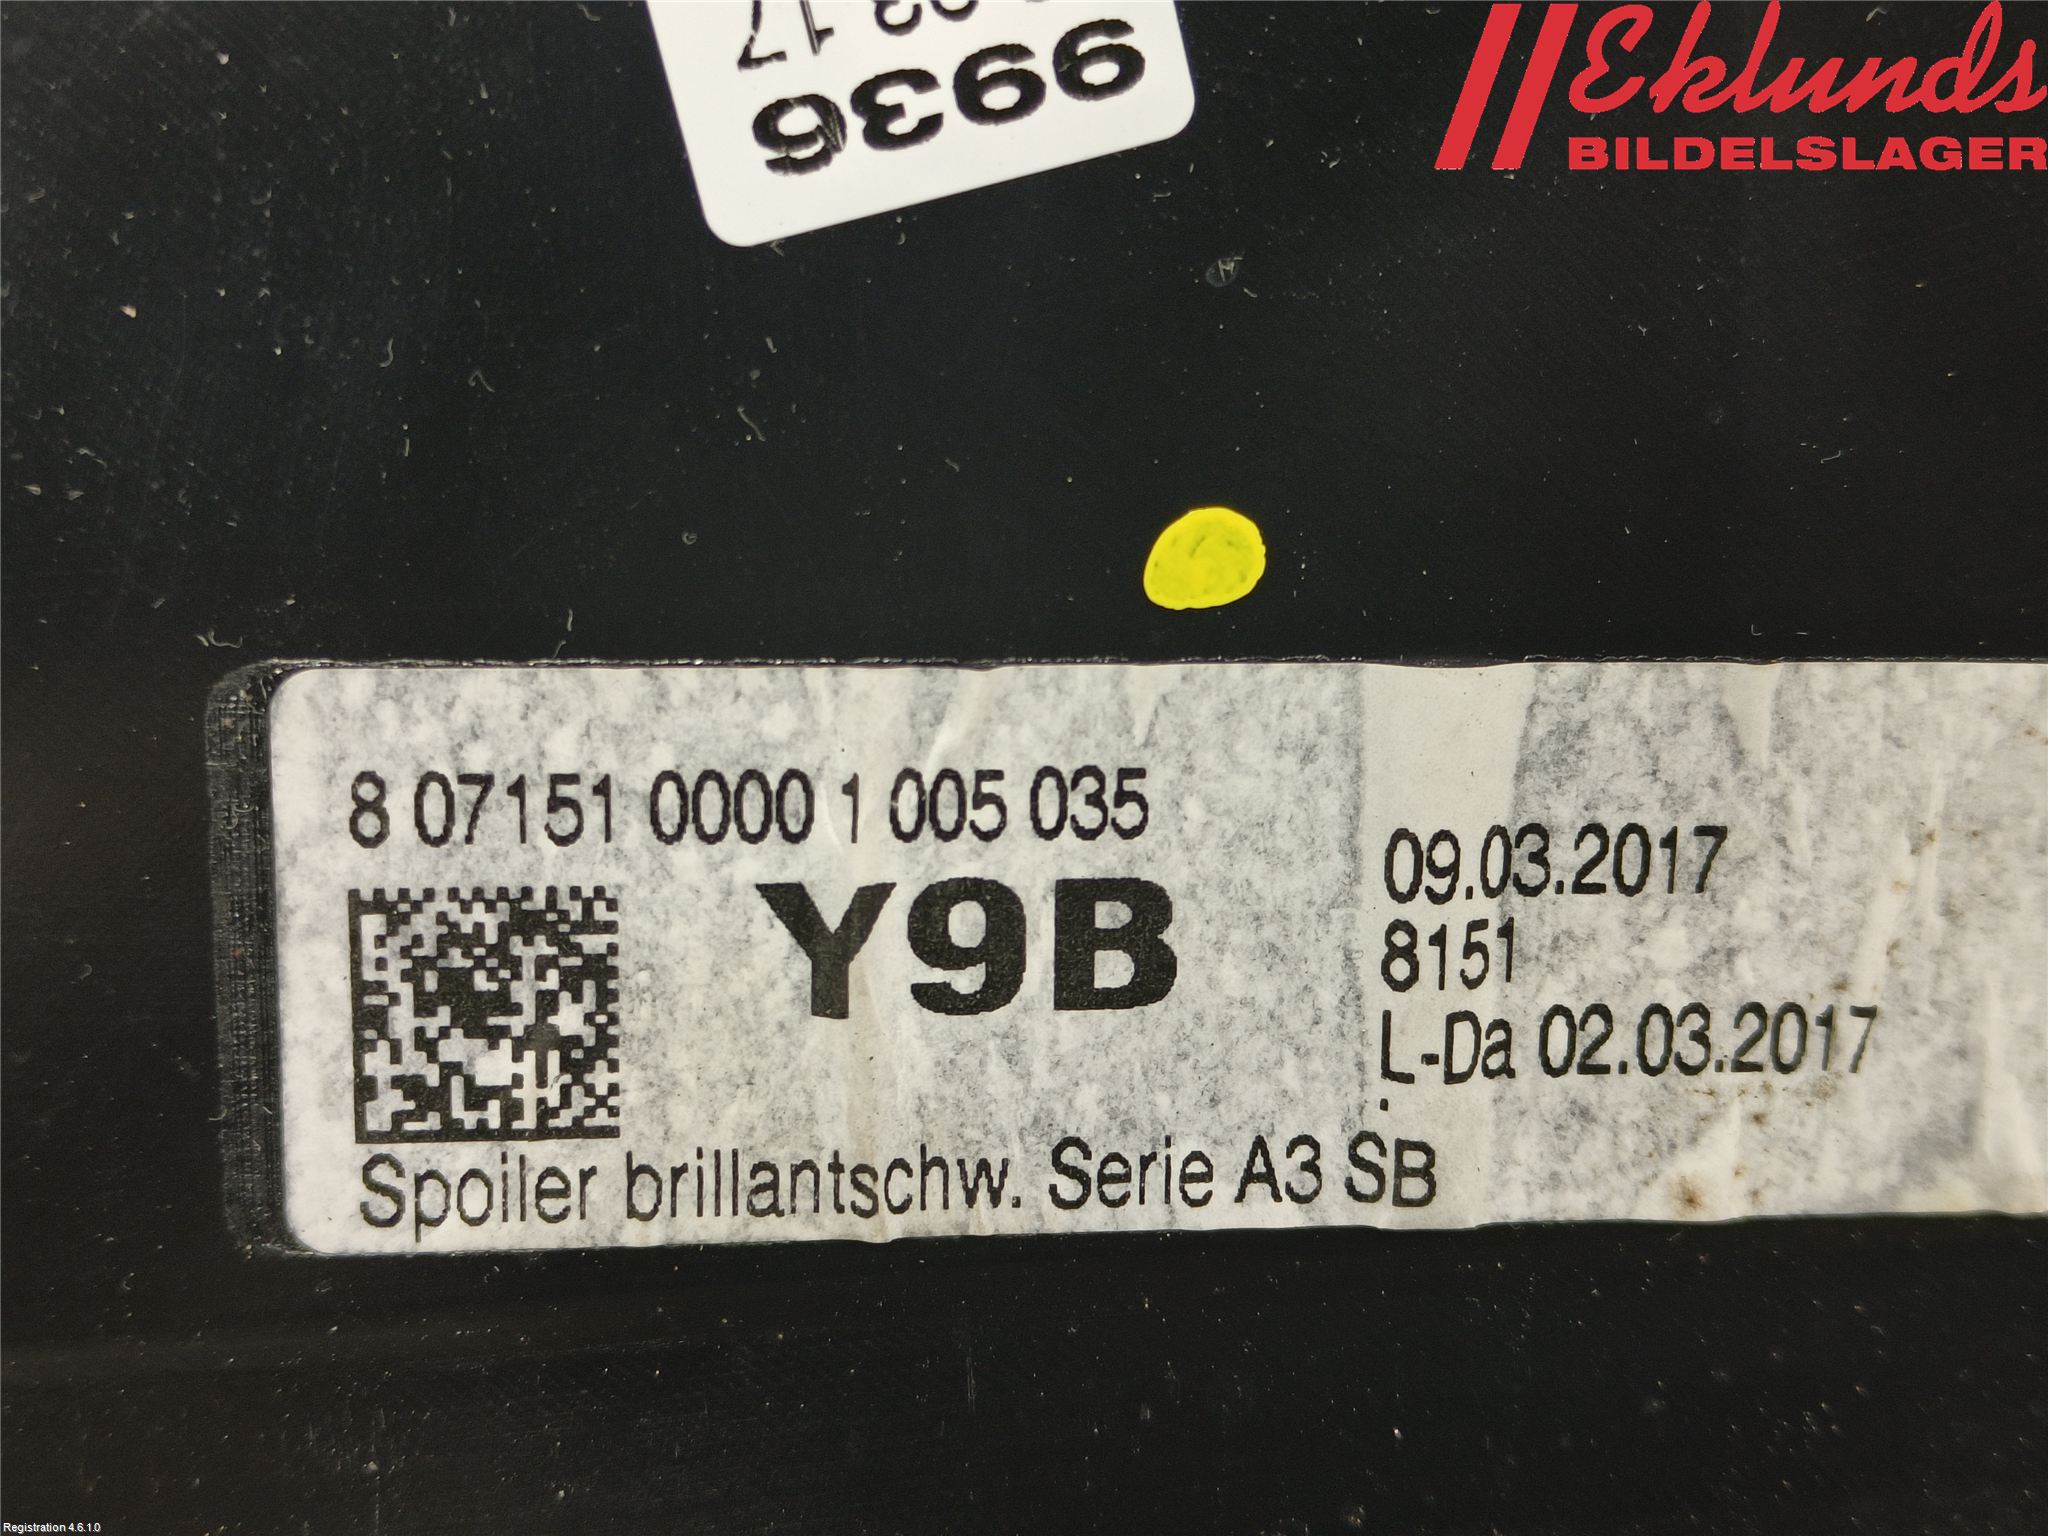 17
9936
Eklunds
BILDELSLAGER
8 07151 0000 1 005 035
Y9B
09.03.2017
8151
L-Da 02.03.2017
.
Spoiler brillantschw. Serie A3 SB
Registration 4.6.1.0